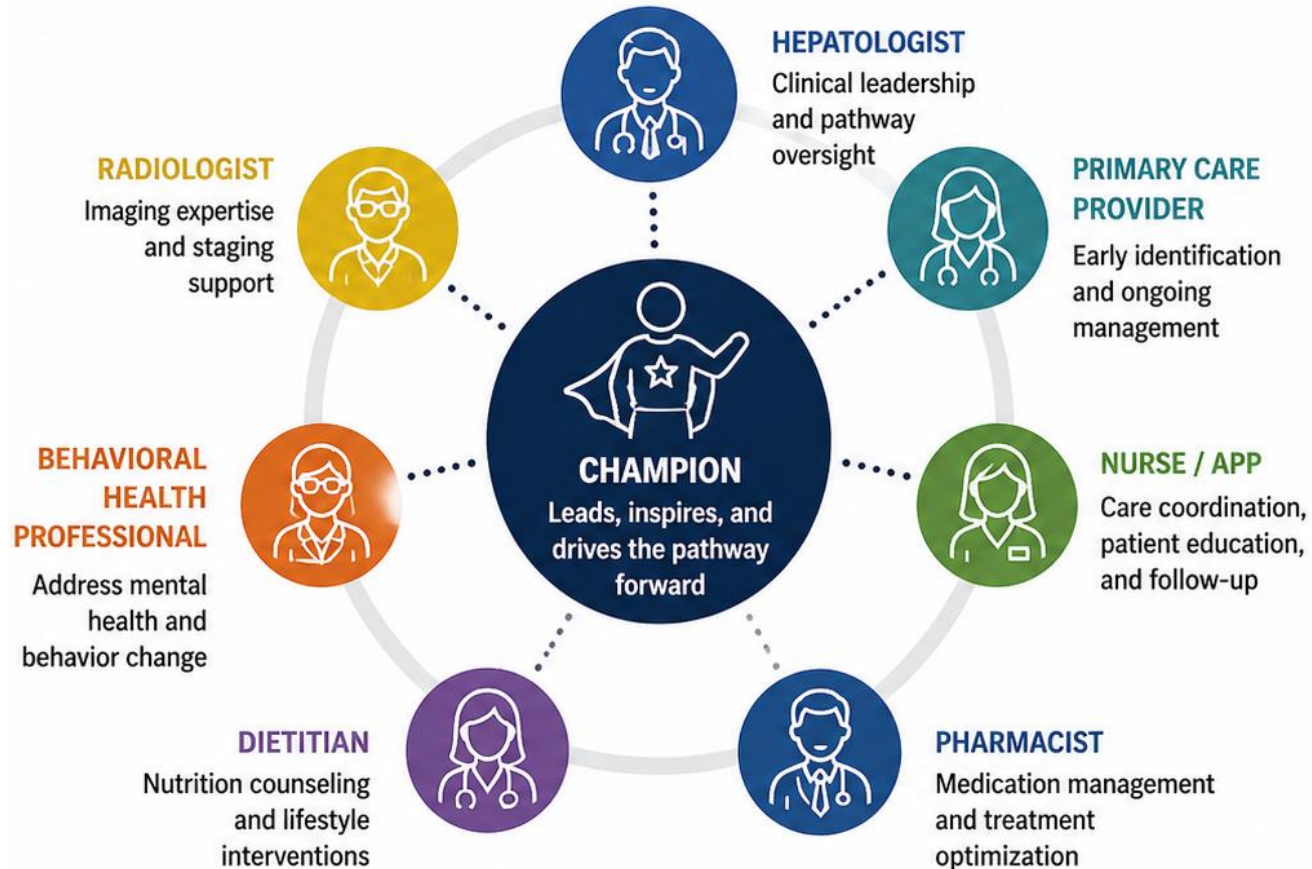 HEPATOLOGIST
Clinical leadership
and pathway
oversight
RADIOLOGIST
Imaging expertise
and staging
support
PRIMARY CARE
PROVIDER
Early identification
and ongoing
management
CHAMPION
Leads, inspires, and
drives the pathway
forward
BEHAVIORAL
HEALTH
PROFESSIONAL
Address mental
health and
behavior change
NURSE / APP
Care coordination,
patient education,
and follow-up
DIETITIAN
Nutrition counseling
and lifestyle
interventions
PHARMACIST
Medication management
and treatment
optimization